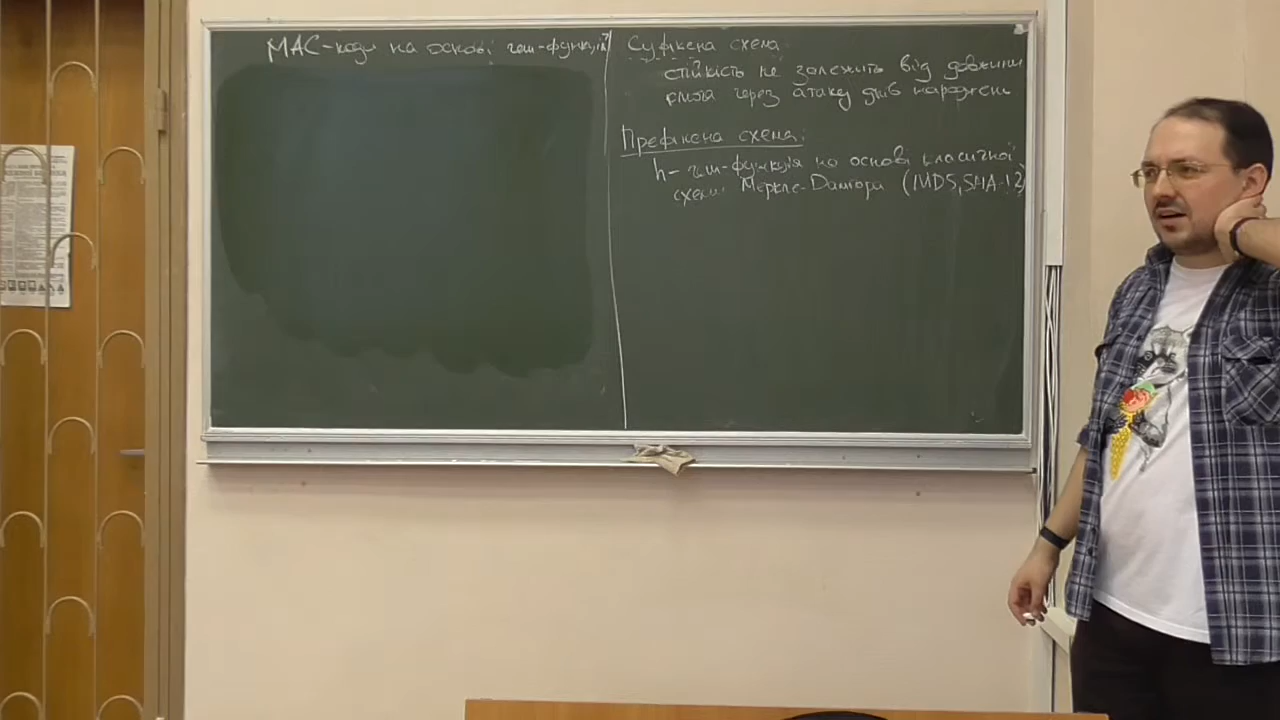 МАС-коди на основі геш-функцій
Суфіксна схема
стійкість не залежить від довжини
ключа через атаку днів народжень
Префіксна схема:
h - геш-функція на основі класичної
схеми Меркле-Дамгора (MD5, SHA-1,2)